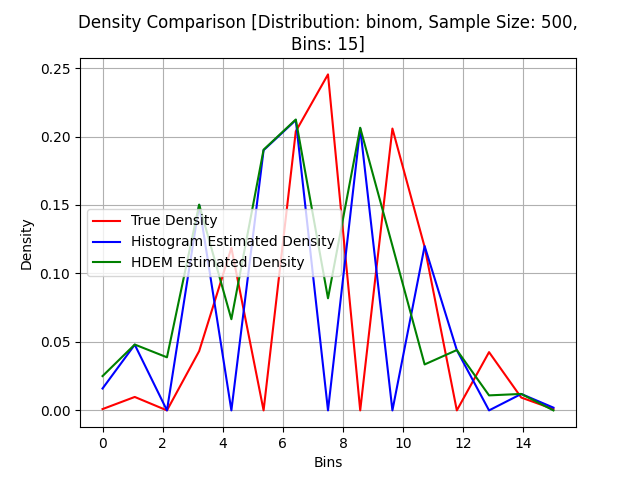 Density Comparison [Distribution: binom, Sample Size: 500,
Bins: 15]
0.25
0.20
0.15
0.10
0.05
0.00
Density
True Density
Histogram Estimated Density
HDEM Estimated Density
0 2 4 6 8 10 12 14
Bins